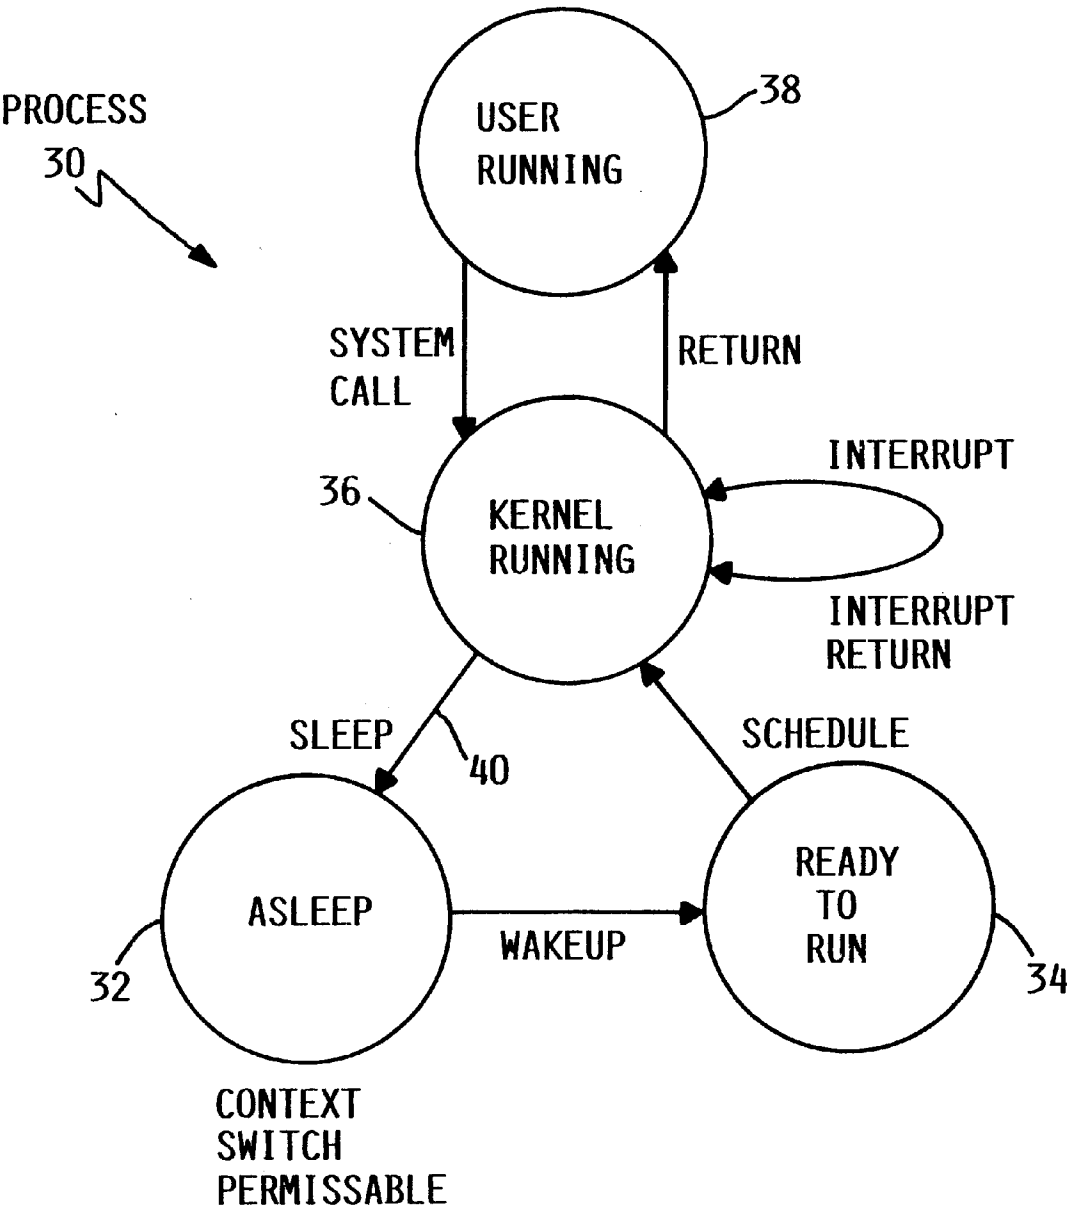 38
PROCESS
30
USER
RUNNING
SYSTEM
CALL
RETURN
INTERRUPT
36
KERNEL
RUNNING
INTERRUPT
RETURN
SLEEP
40
SCHEDULE
READY
TO
RUN
ASLEEP
WAKEUP
32
34
CONTEXT
SWITCH
PERMISSABLE